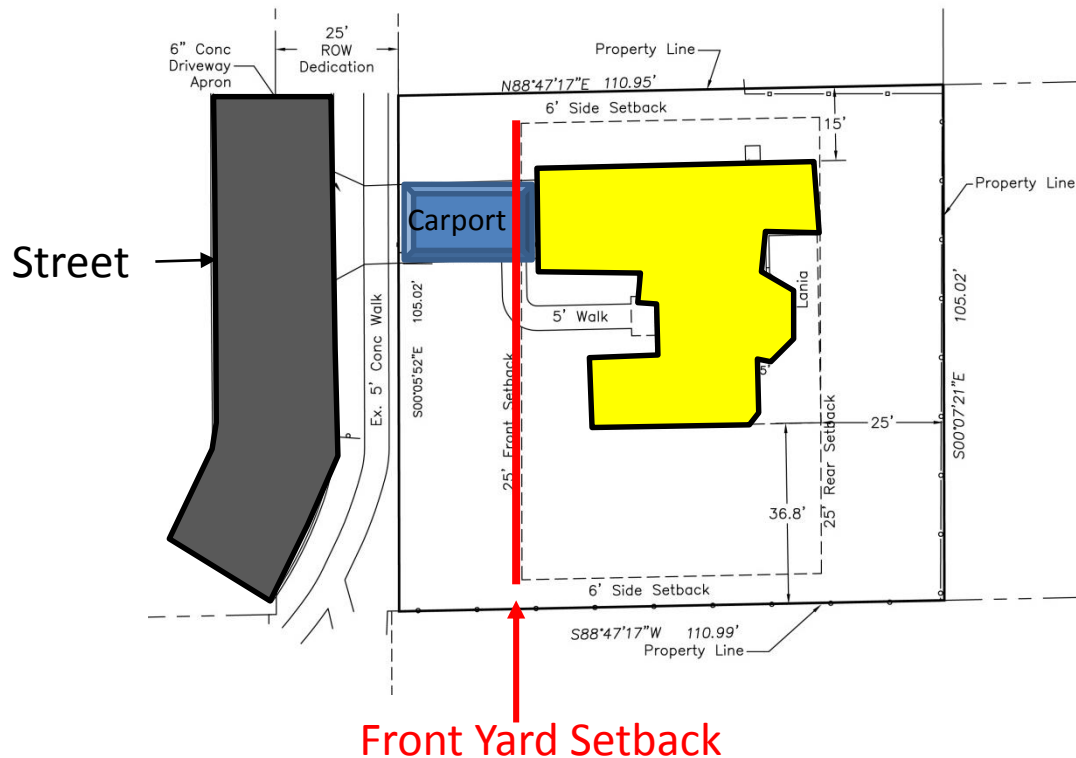 25'
ROW
Dedication
6" Conc
Driveway
Apron
Property Line
N88°47'17"E 110.95'
6' Side Setback
15'
Property Line
Carport
Street
Lania
5' Walk
Ex. 5' Conc Walk
S00°05'52"E 105.02'
25' Front Setback
5'
25'
25' Rear Setback
105.02'
S00°07'21"E
36.8'
6' Side Setback
S88°47'17"W 110.99'
Property Line
Front Yard Setback